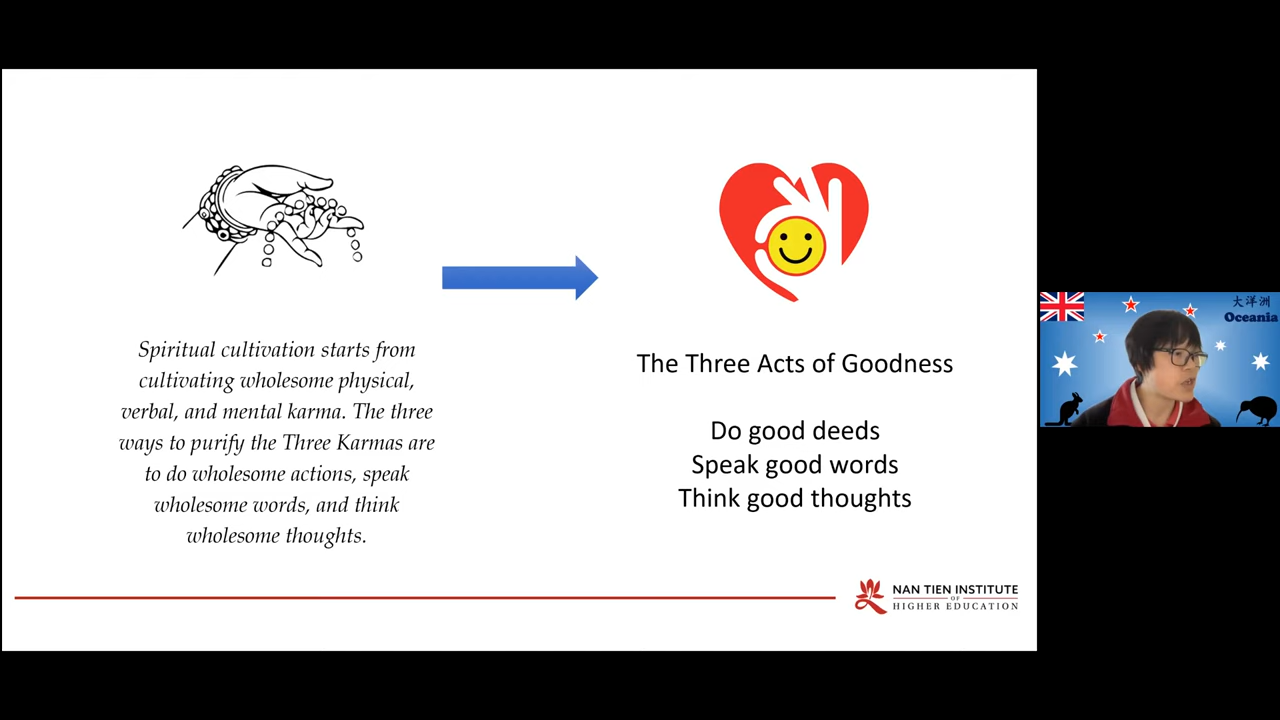 Spiritual cultivation starts from
cultivating wholesome physical,
verbal, and mental karma. The three
ways to purify the Three Karmas are
to do wholesome actions, speak
wholesome words, and think
wholesome thoughts.
The Three Acts of Goodness
Do good deeds
Speak good words
Think good thoughts
NAN TIEN INSTITUTE
OF
HIGHER EDUCATION
大洋洲
Oceania